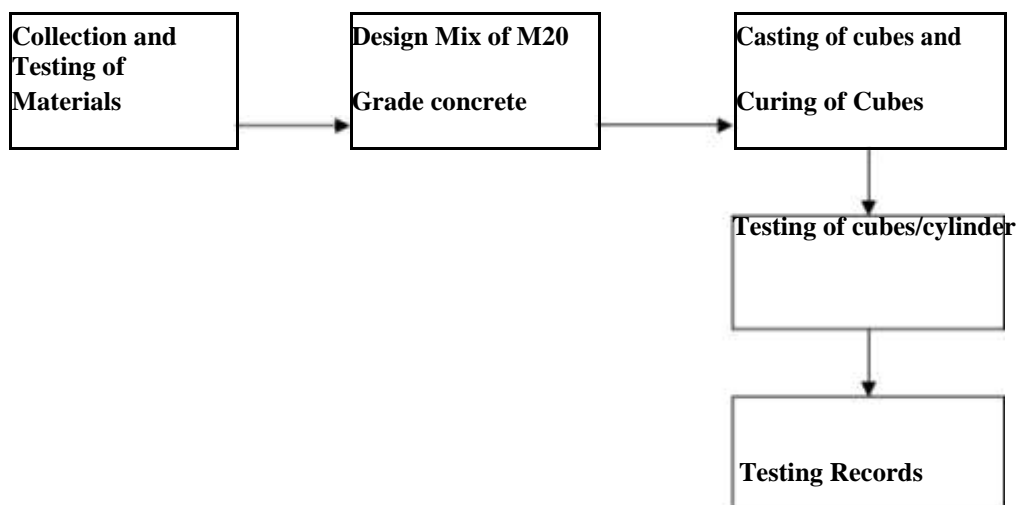 Collection and
Testing of
Materials
Design Mix of M20
Grade concrete
Casting of cubes and
Curing of Cubes
Testing of cubes/cylinder
Testing Records